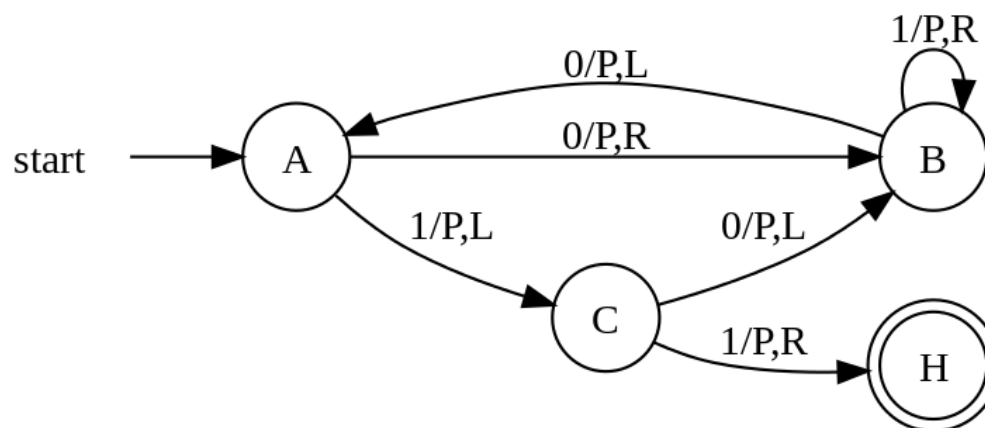 1/P,R
0/P,L
0/P,R
start
A
B
1/P,L
0/P,L
C
1/P,R
H